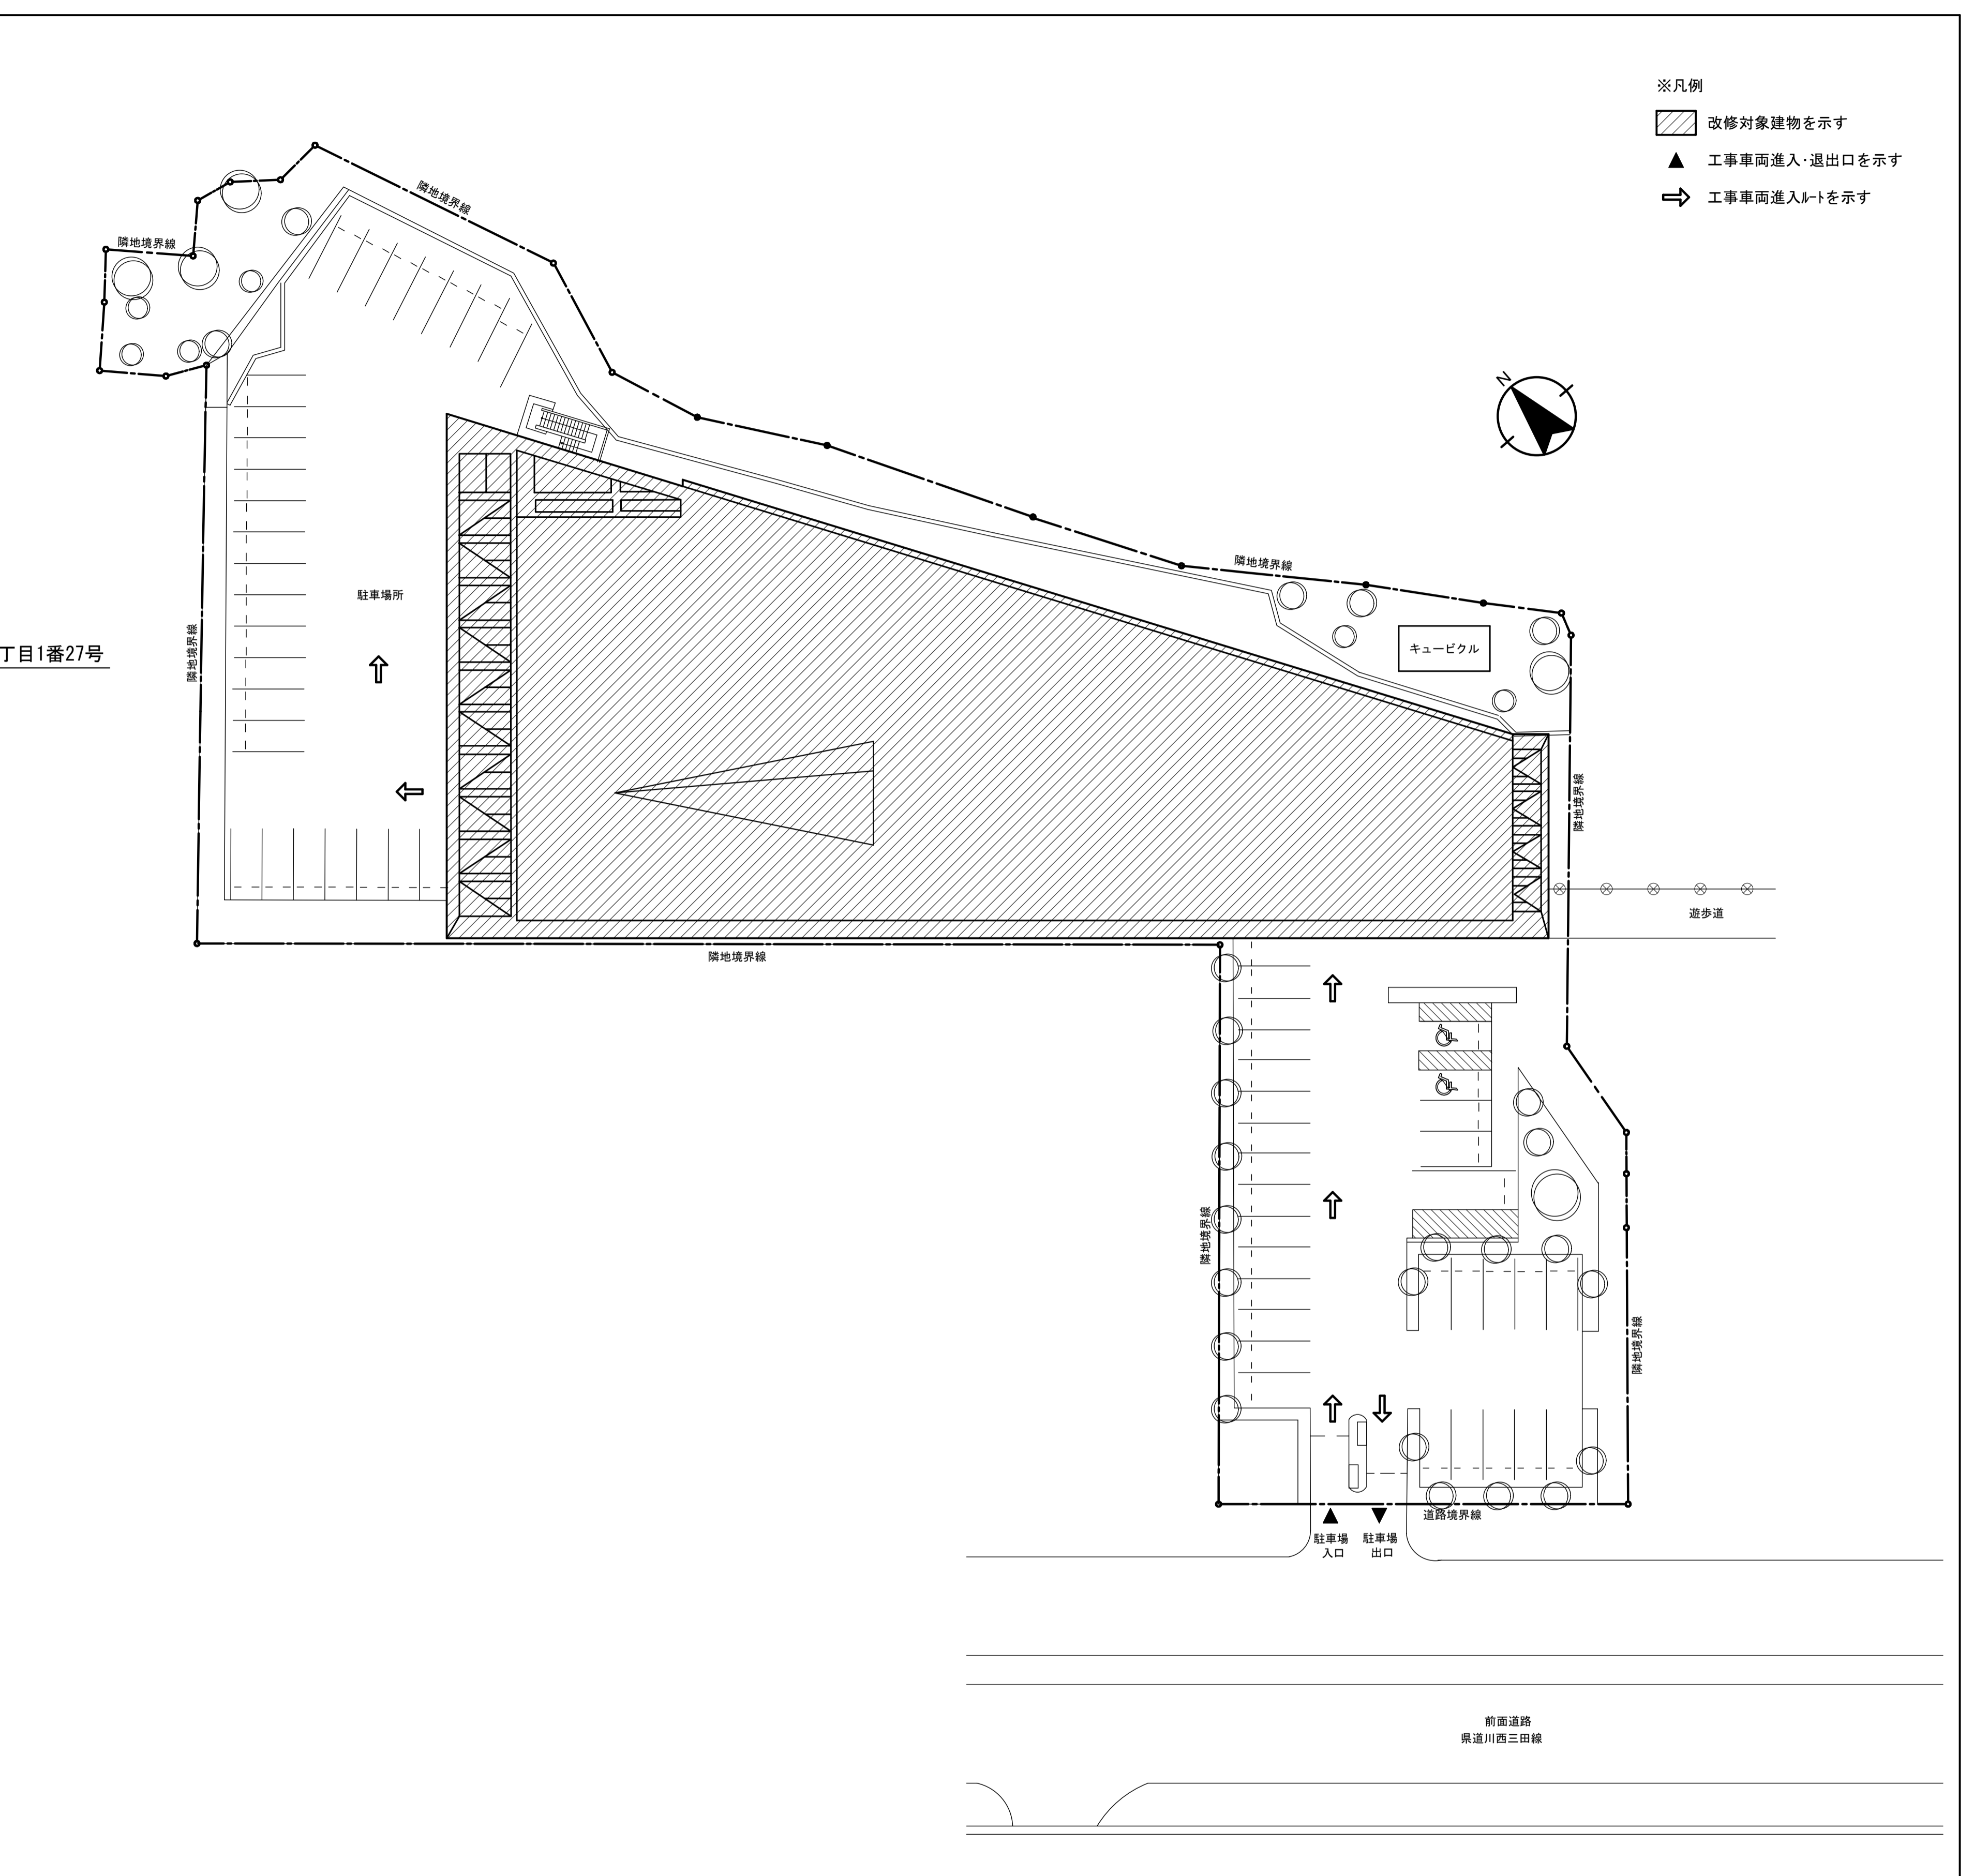 ※凡例
改修対象建物を示す
工事車両進入・退出口を示す
工事車両進入ルートを示す
隣地境界線
隣地境界線
N
隣地境界線
キュービクル
駐車場所
隣地境界線
丁目1番27号
隣地境界線
遊歩道
隣地境界線
隣地境界線
隣地境界線
道路境界線
駐車場
入口
駐車場
出口
前面道路
県道川西三田線